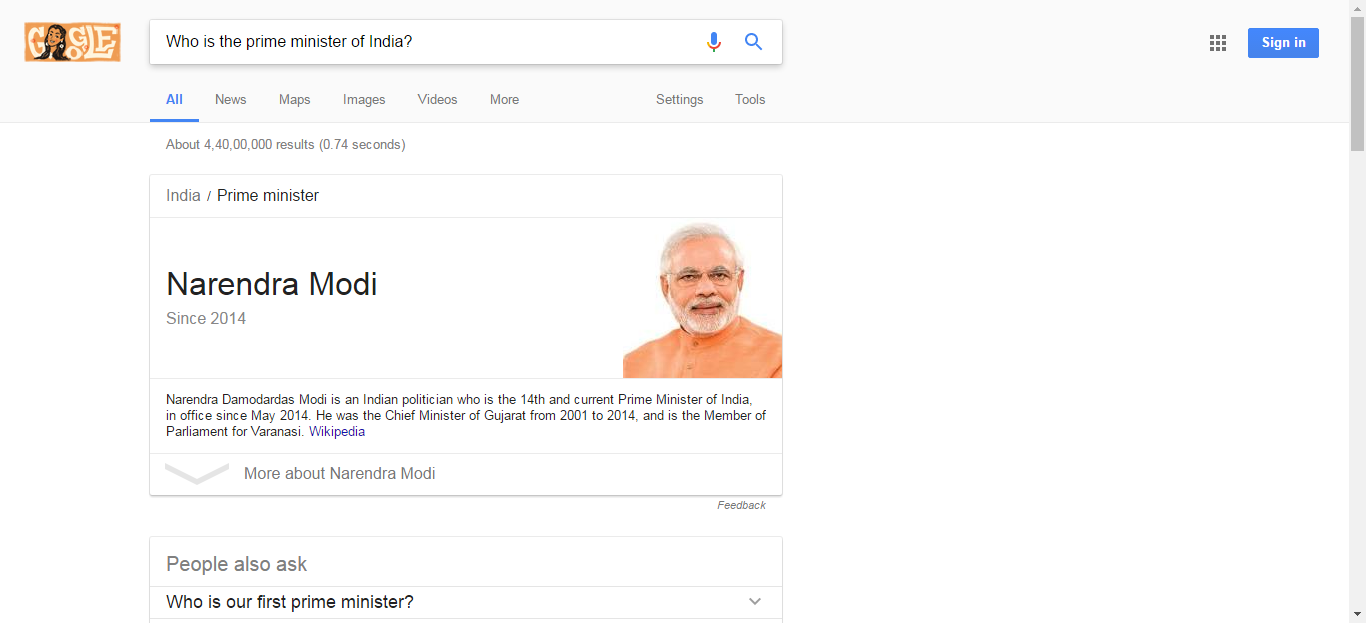 GOOGLE
Who is the prime minister of India?
Sign in
All News Maps Images Videos More Settings Tools
About 4,40,00,000 results (0.74 seconds)
India / Prime minister
Narendra Modi
Since 2014
Narendra Damodardas Modi is an Indian politician who is the 14th and current Prime Minister of India,
in office since May 2014. He was the Chief Minister of Gujarat from 2001 to 2014, and is the Member of
Parliament for Varanasi. Wikipedia
More about Narendra Modi
Feedback
People also ask
Who is our first prime minister?